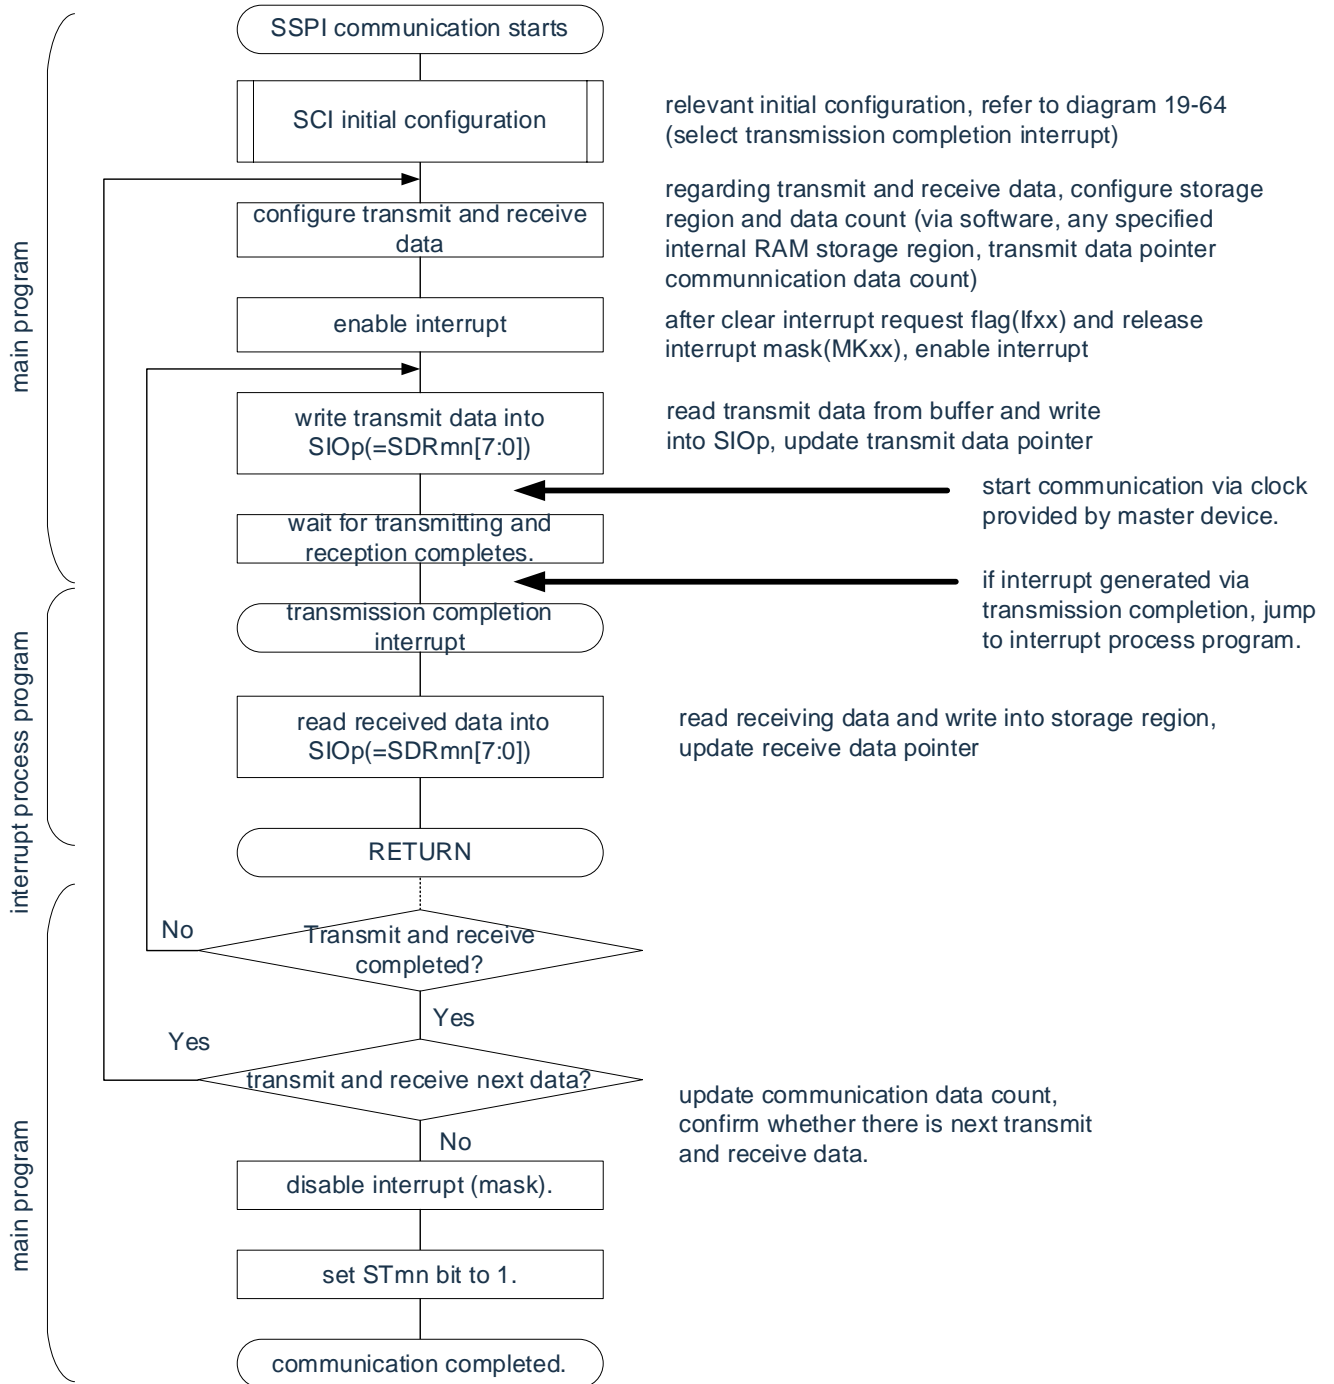 SSPI communication starts
SCI initial configuration
relevant initial configuration, refer to diagram 19-64
(select transmission completion interrupt)
configure transmit and receive
data
regarding transmit and receive data, configure storage
region and data count (via software, any specified
internal RAM storage region, transmit data pointer
communnication data count)
main program
enable interrupt
after clear interrupt request flag(Ifxx) and release
interrupt mask(MKxx), enable interrupt
write transmit data into
SIOp(=SDRmn[7:0])
read transmit data from buffer and write
into SIOp, update transmit data pointer
start communication via clock
provided by master device.
wait for transmitting and
reception completes.
if interrupt generated via
transmission completion, jump
to interrupt process program.
transmission completion
interrupt
interrupt process program
read received data into
SIOp(=SDRmn[7:0])
read receiving data and write into storage region,
update receive data pointer
RETURN
No
Transmit and receive
completed?
Yes
Yes
transmit and receive next data?
update communication data count,
confirm whether there is next transmit
and receive data.
No
main program
disable interrupt (mask).
set STmn bit to 1.
communication completed.